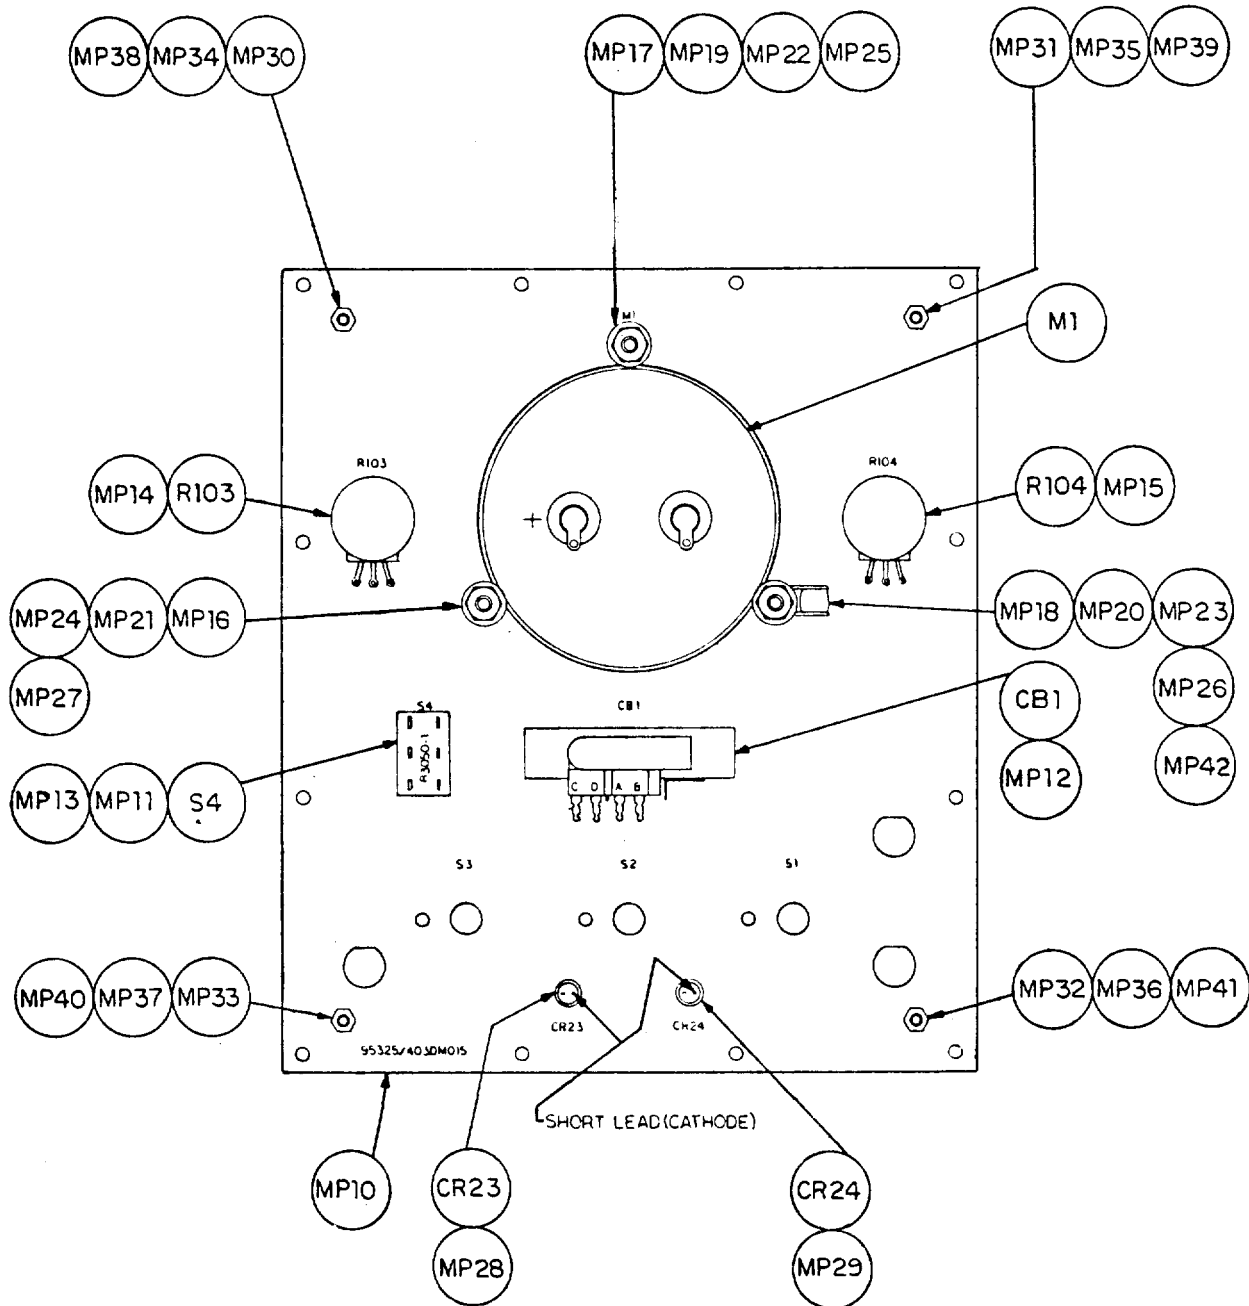 MP38 MP34 MP30
MP17 MP19 MP22 MP25
MP31 MP35 MP39
M1
M1
R103
R104
MP14 R103
R104 MP15
+
MP24 MP21 MP16
MP27
MP18 MP20 MP23
MP26
MP42
CB1
MP12
S4
CB1
R3050-1
MP13 MP11 S4
C D A B
S3
S2
S1
MP40 MP37 MP33
MP32 MP36 MP41
CR23
CR24
95325/4030M015
SHORT LEAD (CATHODE)
MP10
CR23
MP28
CR24
MP29